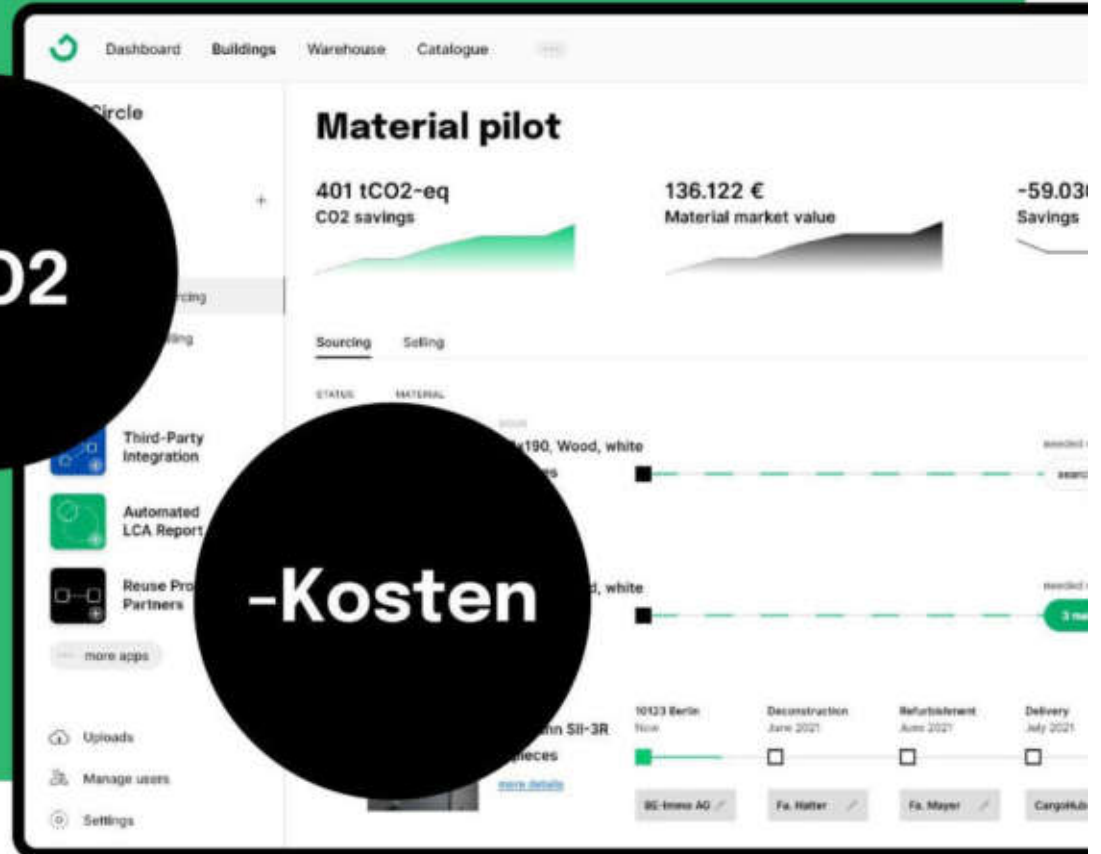 Dashboard Buildings Warehouse Catalogue
Circle
Material pilot
401 tCO2-eq
CO2 savings
136.122 €
Material market value
-59.03
Savings
O2
Sourcing Selling
STATUS MATERIAL
x190, Wood, white
Third-Party
Integration
Automated
LCA Report
Reuse Pro
Partners
-Kosten
, white
more apps
10123 Berlin
Now
Deconstruction
June 2021
Refurbishment
June 2021
Delivery
July 2021
SII-3R
pieces
more details
BE-Immo AG
Fa. Hatter
Fa. Mayer
CargoHub
Uploads
Manage users
Settings